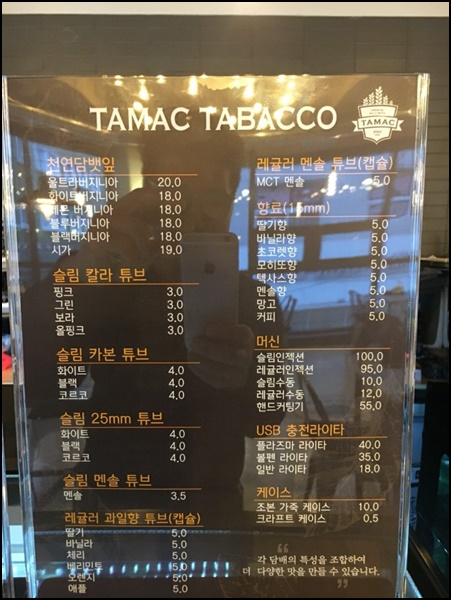 TAMAC TABACCO
TAMAC
천연담뱃잎
울트라버지니아 20,0
화이트버지니아 18,0
레몬 버지니아 18,0
블루버지니아 18,0
블랙버지니아 18,0
시가 19,0
슬림 칼라 튜브
핑크 3,0
그린 3,0
보라 3,0
올핑크 3,0
슬림 카본 튜브
화이트 4,0
블랙 4,0
코르코 4,0
슬림 25mm 튜브
화이트 4,0
블랙 4,0
코르코 4,0
슬림 멘솔 튜브
멘솔 3.5
레귤러 과일향 튜브(캡슐)
딸기 5,0
바닐라 5,0
체리 5,0
베리민투 5,0
오렌지 5,0
애플 5,0
레귤러 멘솔 튜브(캡슐)
MCT 멘솔 5,0
향료(15mm)
딸기향 5,0
바닐라향 5,0
초코렛향 5,0
모히또향 5,0
텍사스향 5,0
멘솔향 5,0
망고 5,0
커피 5,0
머신
슬림인젝션 100,0
레귤러인젝션 95,0
슬림수동 10,0
레귤러수동 12,0
핸드커팅기 55,0
USB 충전라이타
플라즈마 라이타 40,0
볼펜 라이타 35,0
일반 라이타 18,0
케이스
조본 가죽 케이스 10,0
크라프트 케이스 0,5
“
각 담배의 특성을 조합하여
더 다양한 맛을 만들 수 있습니다.
”